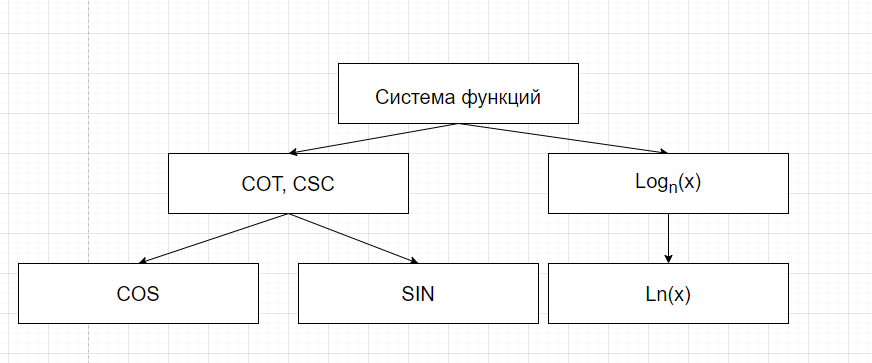 Система функций
COT, CSC
Logₙ(x)
COS
SIN
Ln(x)